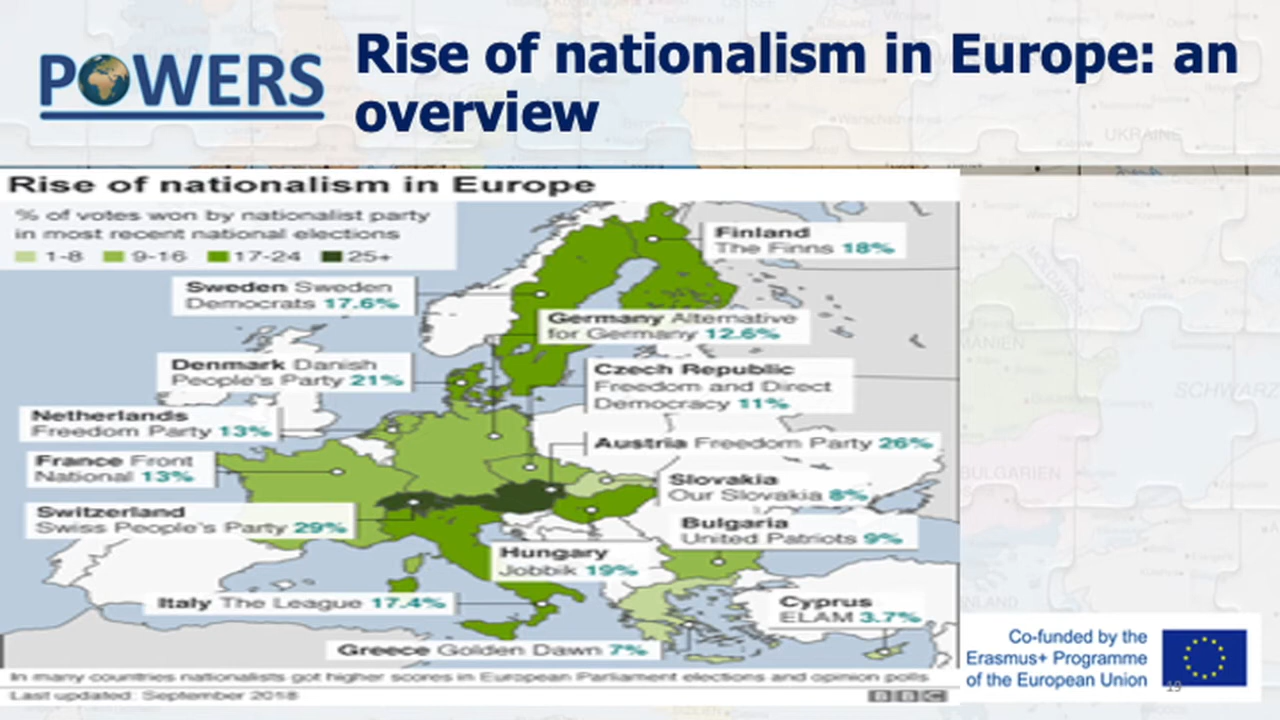 POWERS
Rise of nationalism in Europe: an
overview
Rise of nationalism in Europe
% of votes won by nationalist party
in most recent national elections
1-8 9-16 17-24 25+
Finland
The Finns 18%
Sweden Sweden
Democrats 17.6%
Germany Alternative
for Germany 12.6%
Denmark Danish
People's Party 21%
Czech Republic
Freedom and Direct
Democracy 11%
Netherlands
Freedom Party 13%
Austria Freedom Party 26%
France Front
National 13%
Slovakia
Our Slovakia 8%
Switzerland
Swiss People's Party 29%
Bulgaria
United Patriots 9%
Hungary
Jobbik 19%
Italy The League 17.4%
Cyprus
ELAM 3.7%
Greece Golden Dawn 7%
In many countries nationalists got higher scores in European Parliament elections and opinion polls
Last updated: September 2018
BBC
Co-funded by the
Erasmus+ Programme
of the European Union
19
UKRAINE
SCHWARZ
BULGARIEN